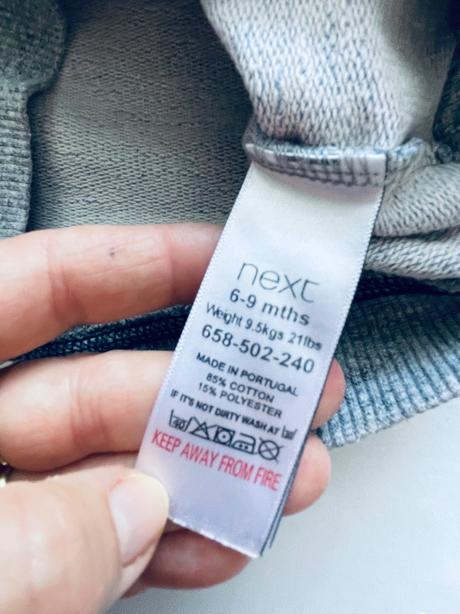 next
6-9 mths
Weight 9.5kgs 21lbs
658-502-240
MADE IN PORTUGAL
85% COTTON
15% POLYESTER
IF IT'S NOT DIRTY WASH AT
KEEP AWAY FROM FIRE